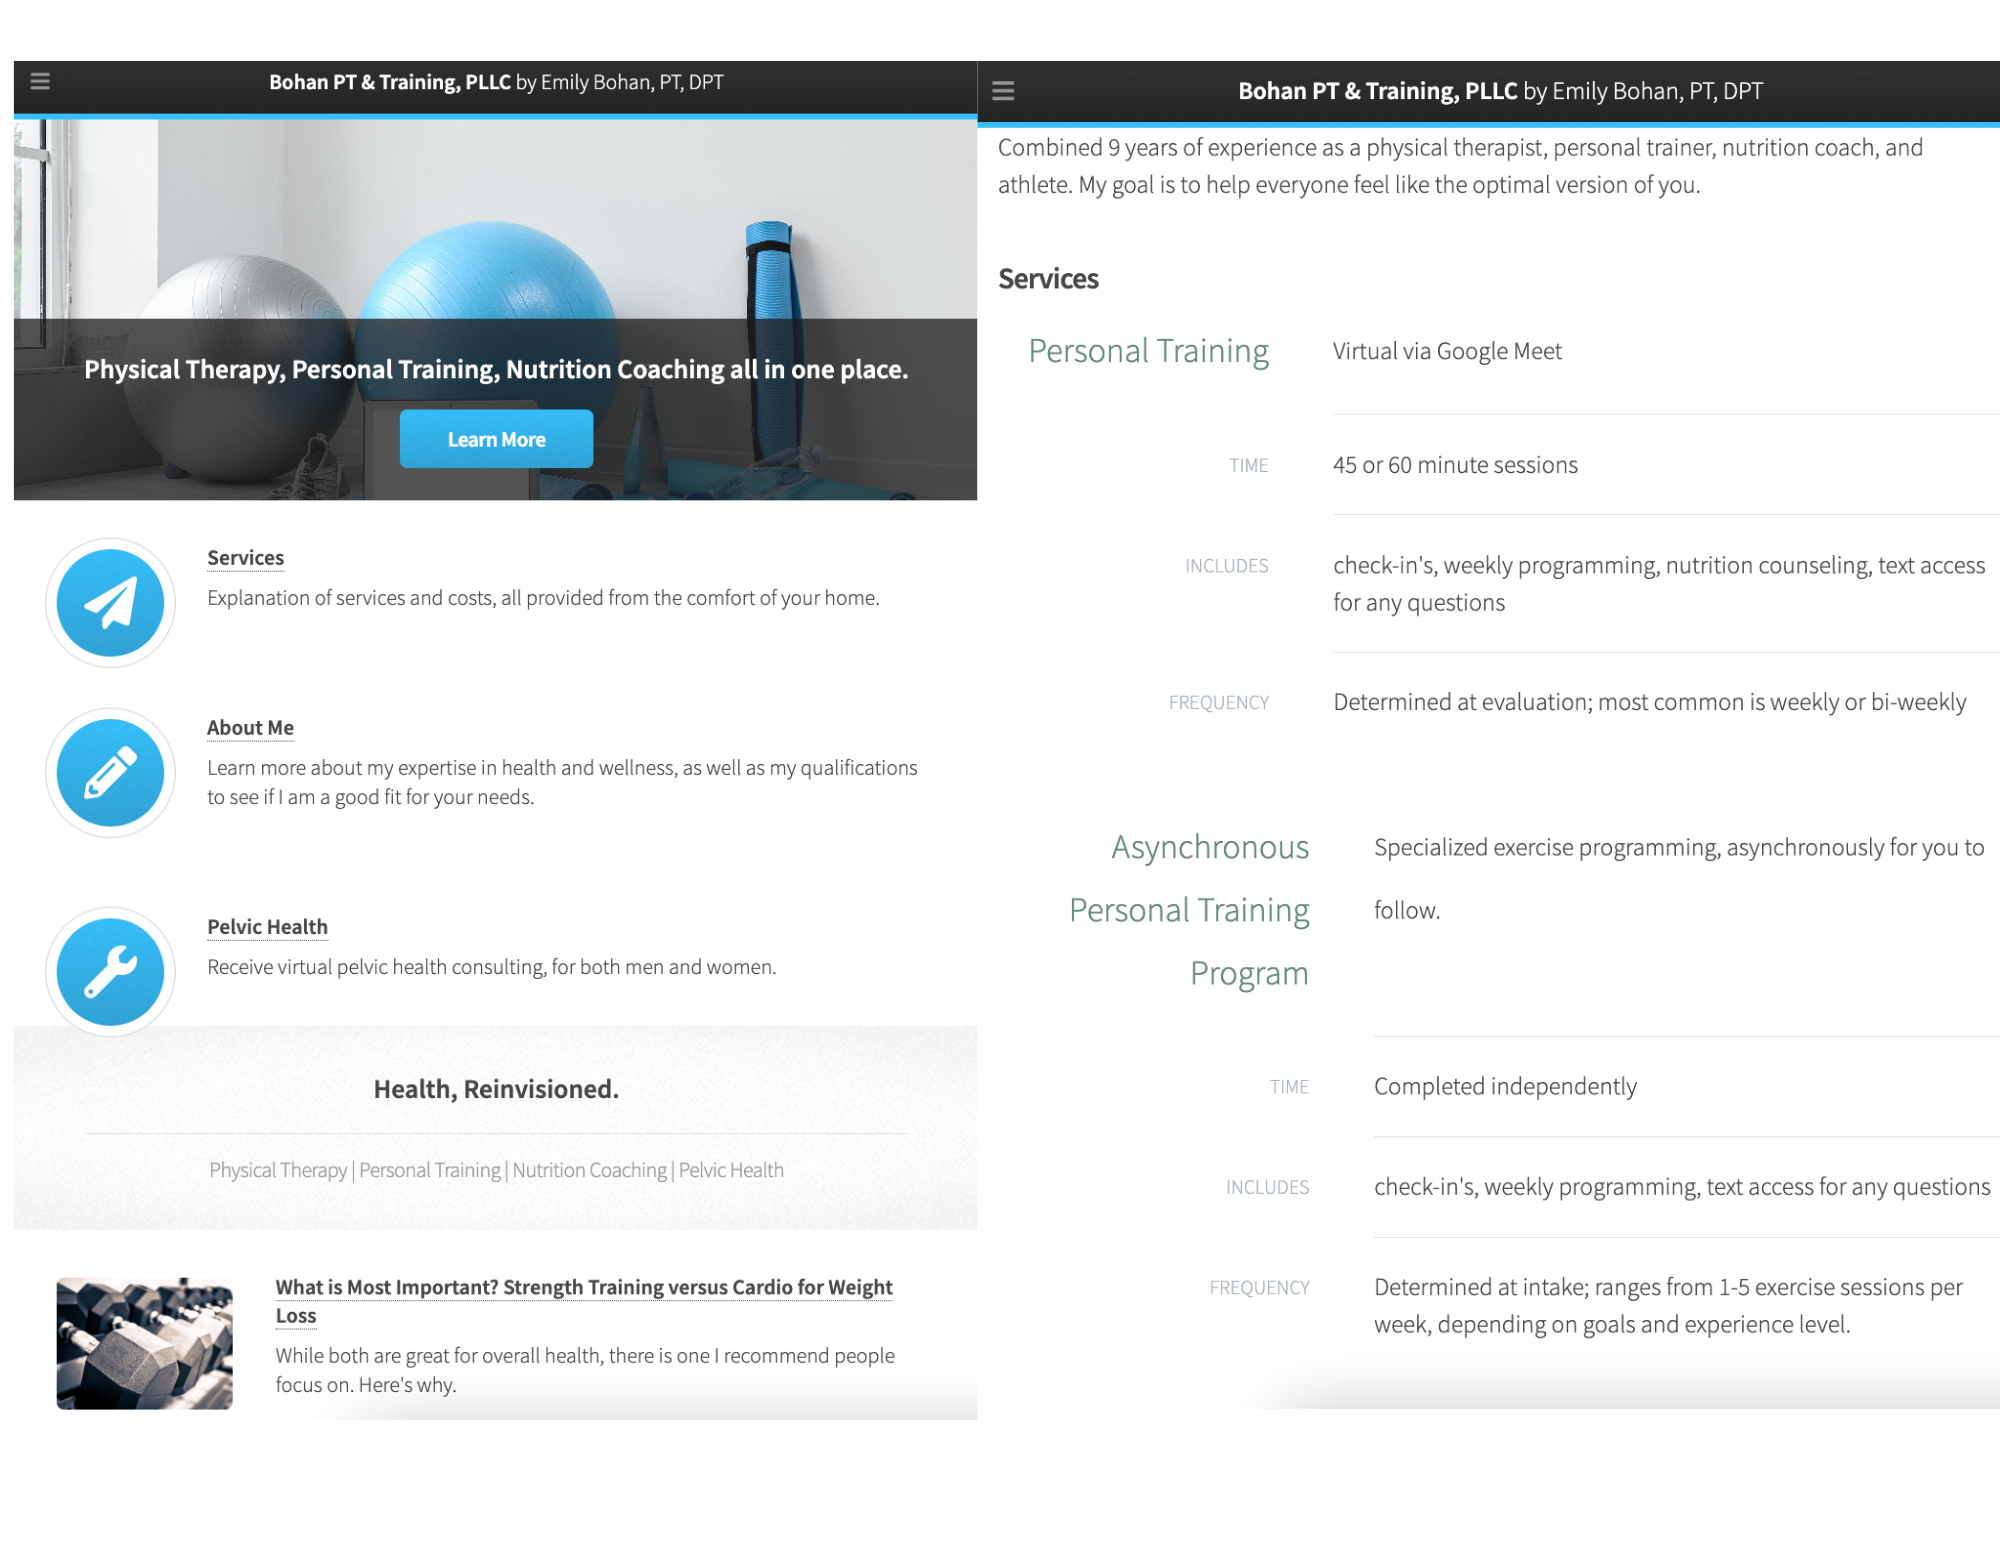 Bohan PT & Training, PLLC by Emily Bohan, PT, DPT
Physical Therapy, Personal Training, Nutrition Coaching all in one place.
Learn More
Services
Explanation of services and costs, all provided from the comfort of your home.
About Me
Learn more about my expertise in health and wellness, as well as my qualifications
to see if I am a good fit for your needs.
Pelvic Health
Receive virtual pelvic health consulting, for both men and women.
Health, Reinvisioned.
Physical Therapy | Personal Training | Nutrition Coaching | Pelvic Health
What is Most Important? Strength Training versus Cardio for Weight
Loss
While both are great for overall health, there is one I recommend people
focus on. Here's why.
Bohan PT & Training, PLLC by Emily Bohan, PT, DPT
Combined 9 years of experience as a physical therapist, personal trainer, nutrition coach, and
athlete. My goal is to help everyone feel like the optimal version of you.
Services
Personal Training
Virtual via Google Meet
TIME
45 or 60 minute sessions
INCLUDES
check-in's, weekly programming, nutrition counseling, text access
for any questions
FREQUENCY
Determined at evaluation; most common is weekly or bi-weekly
Asynchronous
Personal Training
Program
Specialized exercise programming, asynchronously for you to
follow.
TIME
Completed independently
INCLUDES
check-in's, weekly programming, text access for any questions
FREQUENCY
Determined at intake; ranges from 1-5 exercise sessions per
week, depending on goals and experience level.